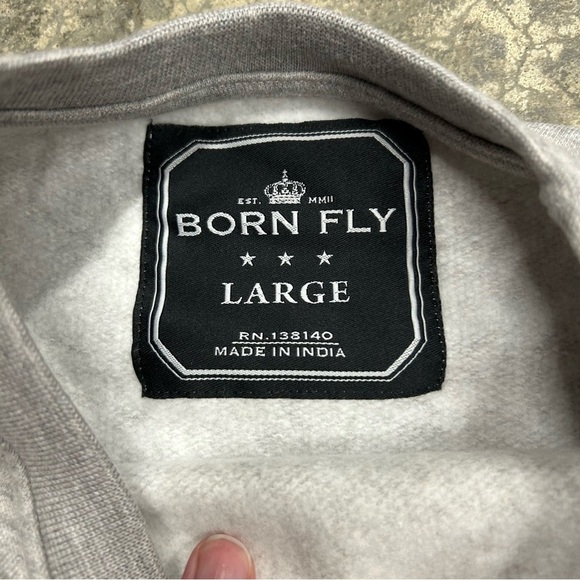 EST. MMII
BORN FLY
LARGE
RN.138140
MADE IN INDIA